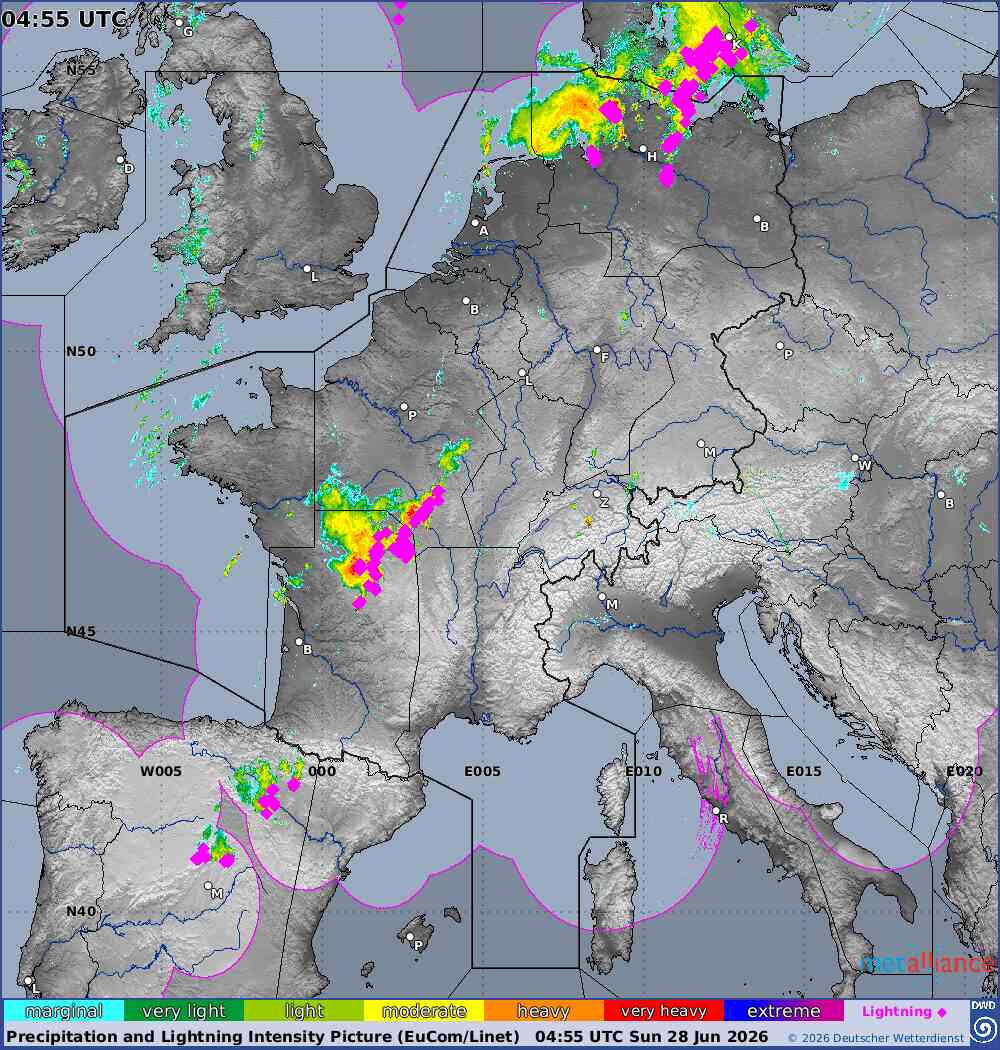 04:55 UTC
G
K
N55
H
D
A
B
B
L
B
N50
F
P
L
P
M
W
Z
B
M
N45
B
W005
000
E005
E010
E015
E020
R
M
N40
P
metalliance
L
marginal very light light moderate heavy very heavy extreme Lightning
DWD
Precipitation and Lightning Intensity Picture (EuCom/Linet) 04:55 UTC Sun 28 Jun 2026 © 2026 Deutscher Wetterdienst